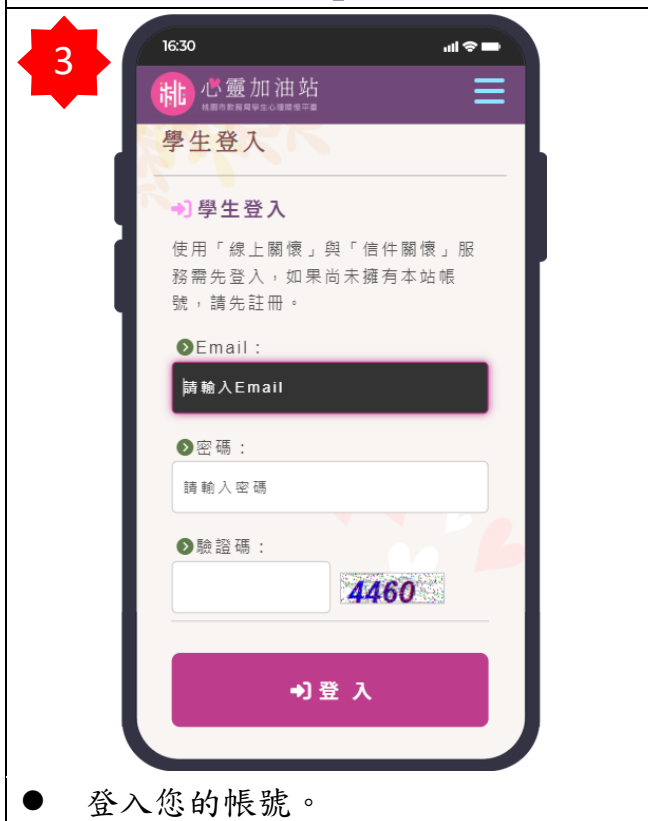 3
16:30
桃 心靈加油站
桃園市教育局學生心理關懷平臺
學生登入
學生登入
使用「線上關懷」與「信件關懷」服
務需先登入，如果尚未擁有本站帳
號，請先註冊。
Email：
請輸入Email
密碼：
請輸入密碼
驗證碼：
4460
登 入
● 登入您的帳號。